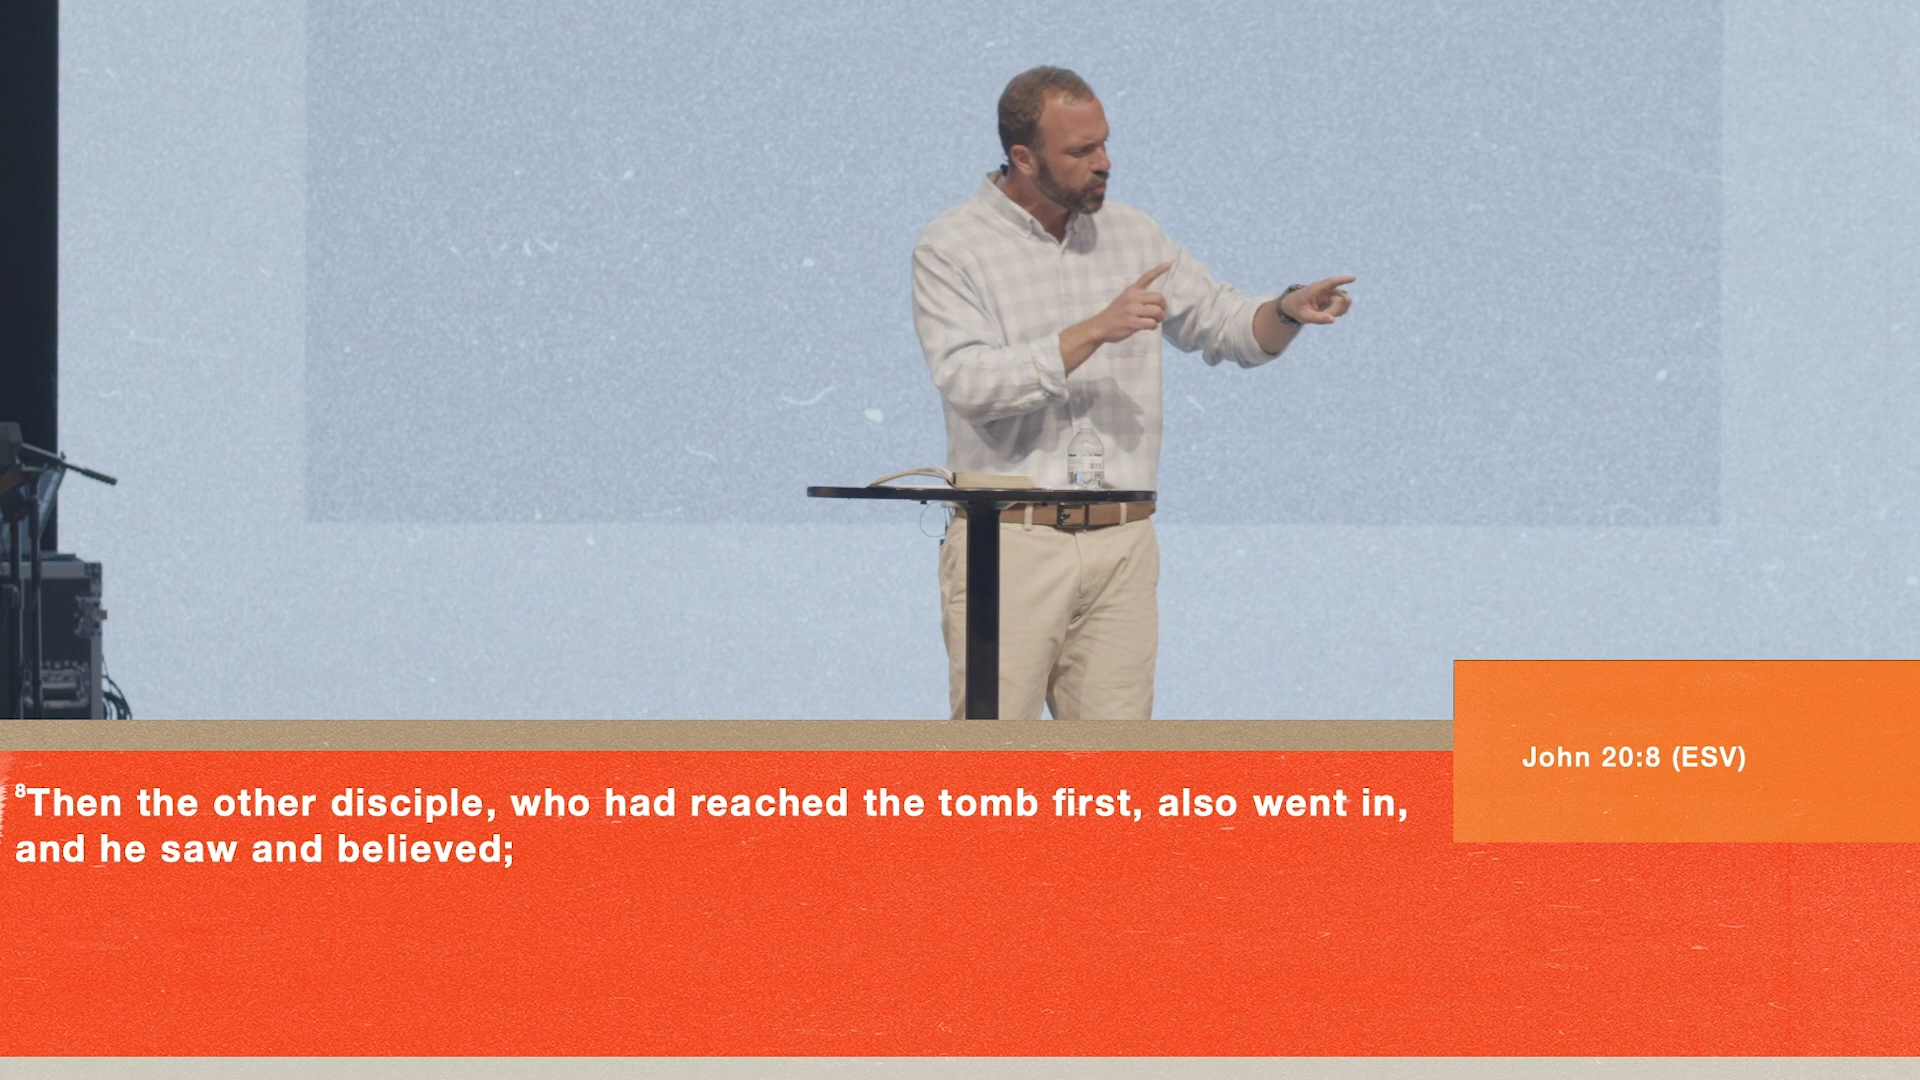 John 20:8 (ESV)
⁸Then the other disciple, who had reached the tomb first, also went in,
and he saw and believed;